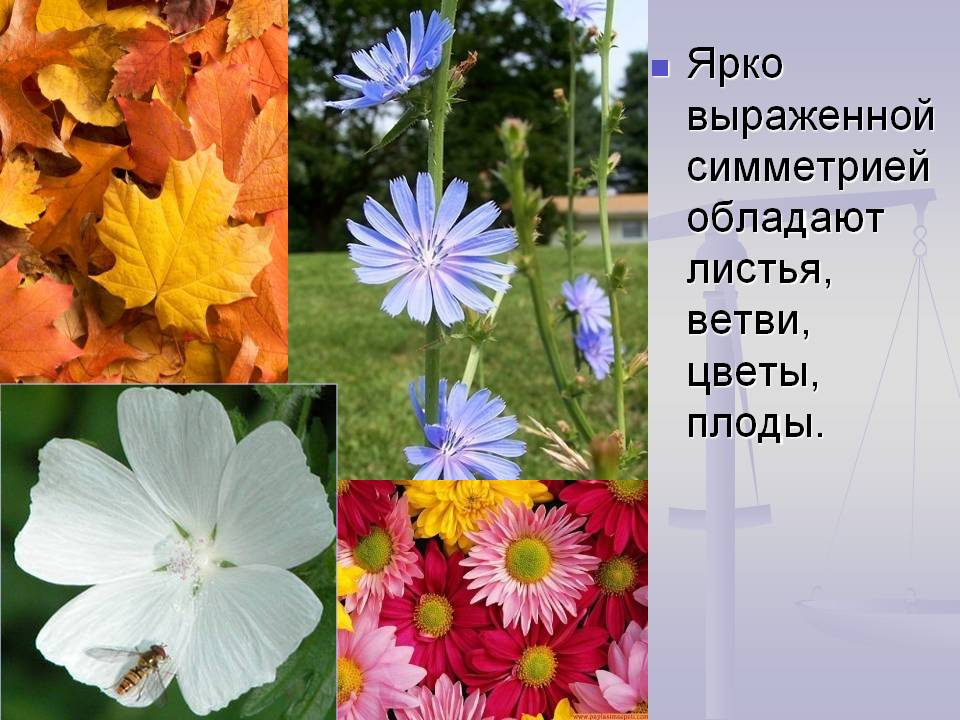 Ярко
выраженной
симметрией
обладают
листья,
ветви,
цветы,
плоды.